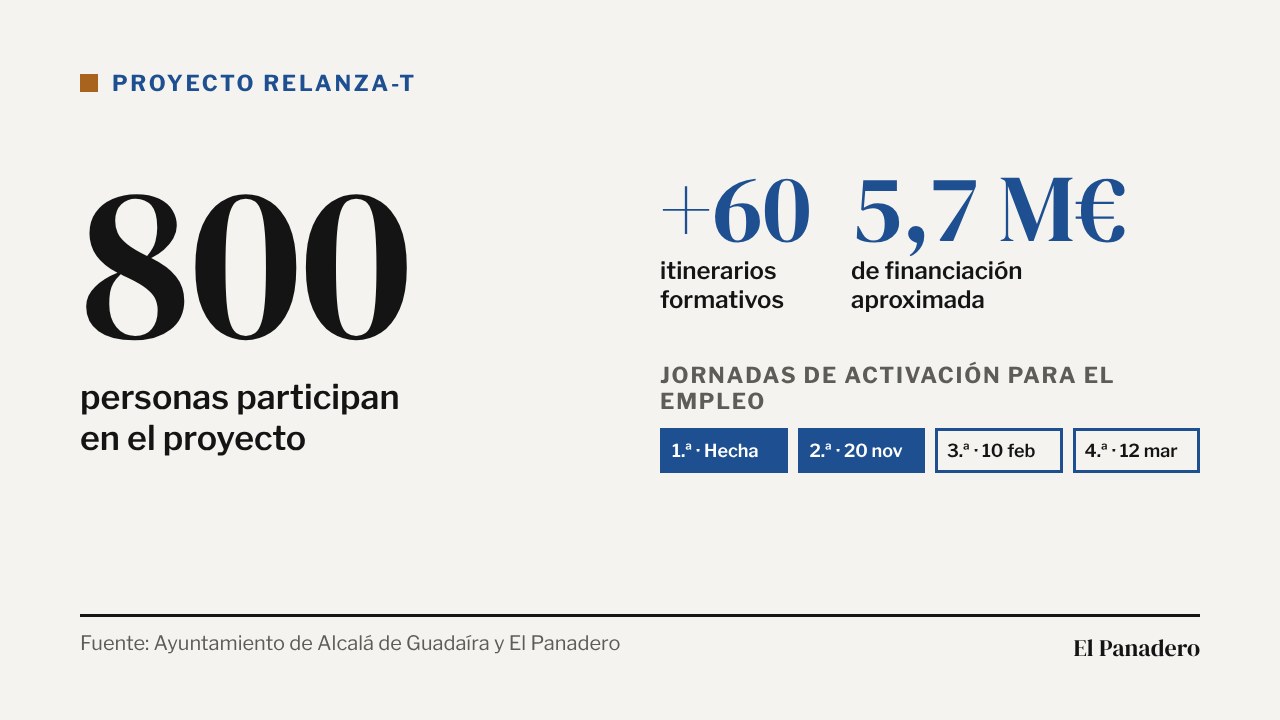 PROYECTO RELANZA-T
800
personas participan
en el proyecto
+60
itinerarios
formativos
5,7 M€
de financiación
aproximada
JORNADAS DE ACTIVACIÓN PARA EL
EMPLEO
1.ª · Hecha
2.ª · 20 nov
3.ª · 10 feb
4.ª · 12 mar
Fuente: Ayuntamiento de Alcalá de Guadaíra y El Panadero
El Panadero